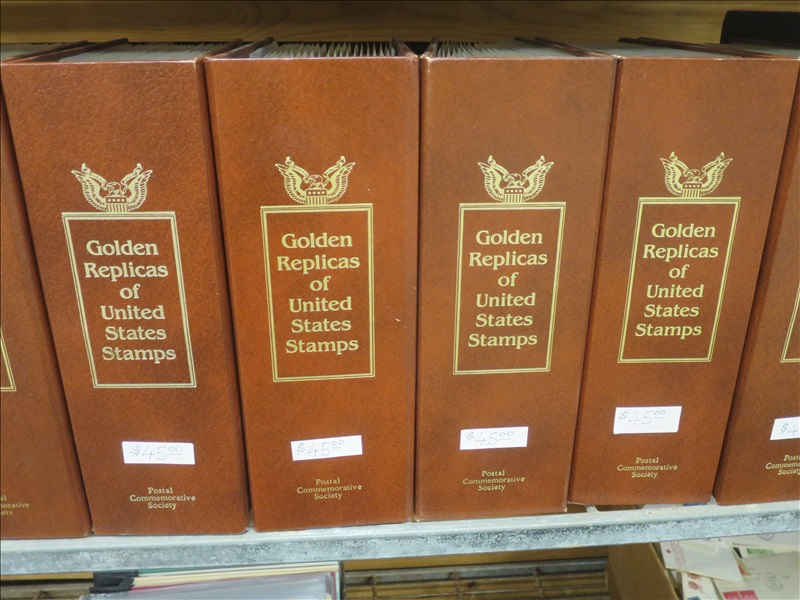 Golden
Replicas
of
United
States
Stamps
$45.00
Postal
Commemorative
Society
Golden
Replicas
of
United
States
Stamps
$45.00
Postal
Commemorative
Society
Golden
Replicas
of
United
States
Stamps
$45.00
Postal
Commemorative
Society
Golden
Replicas
of
United
States
Stamps
$45.00
Postal
Commemorative
Society